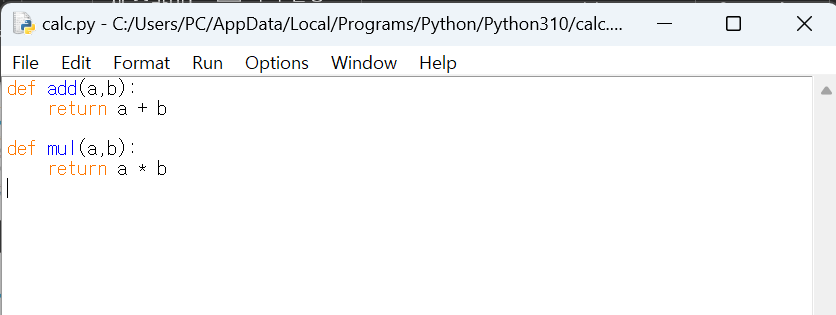 calc.py - C:/Users/PC/AppData/Local/Programs/Python/Python310/calc....
File Edit Format Run Options Window Help
def add(a,b):
    return a + b
def mul(a,b):
    return a * b